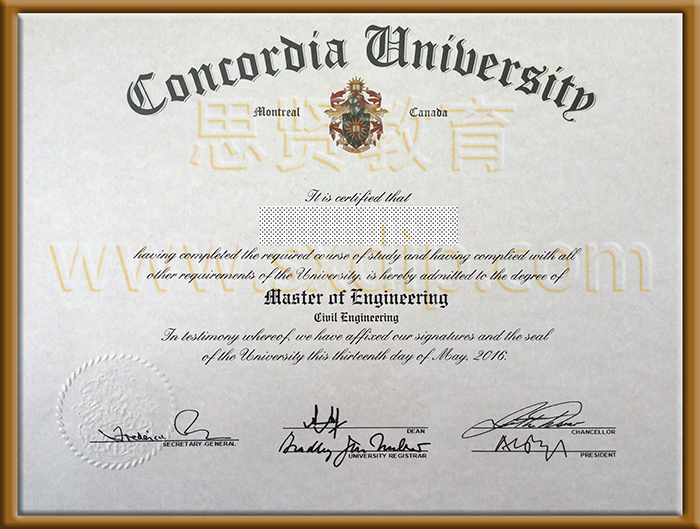 Concordia University
Montreal Canada
思贤教育
It is certified that
having completed the required course of study and having complied with all
other requirements of the University, is hereby admitted to the degree of
Master of Engineering
Civil Engineering
In testimony whereof, we have affixed our signatures and the seal
of the University this thirteenth day of May, 2016.
SECRETARY-GENERAL
DEAN
UNIVERSITY REGISTRAR
CHANCELLOR
PRESIDENT